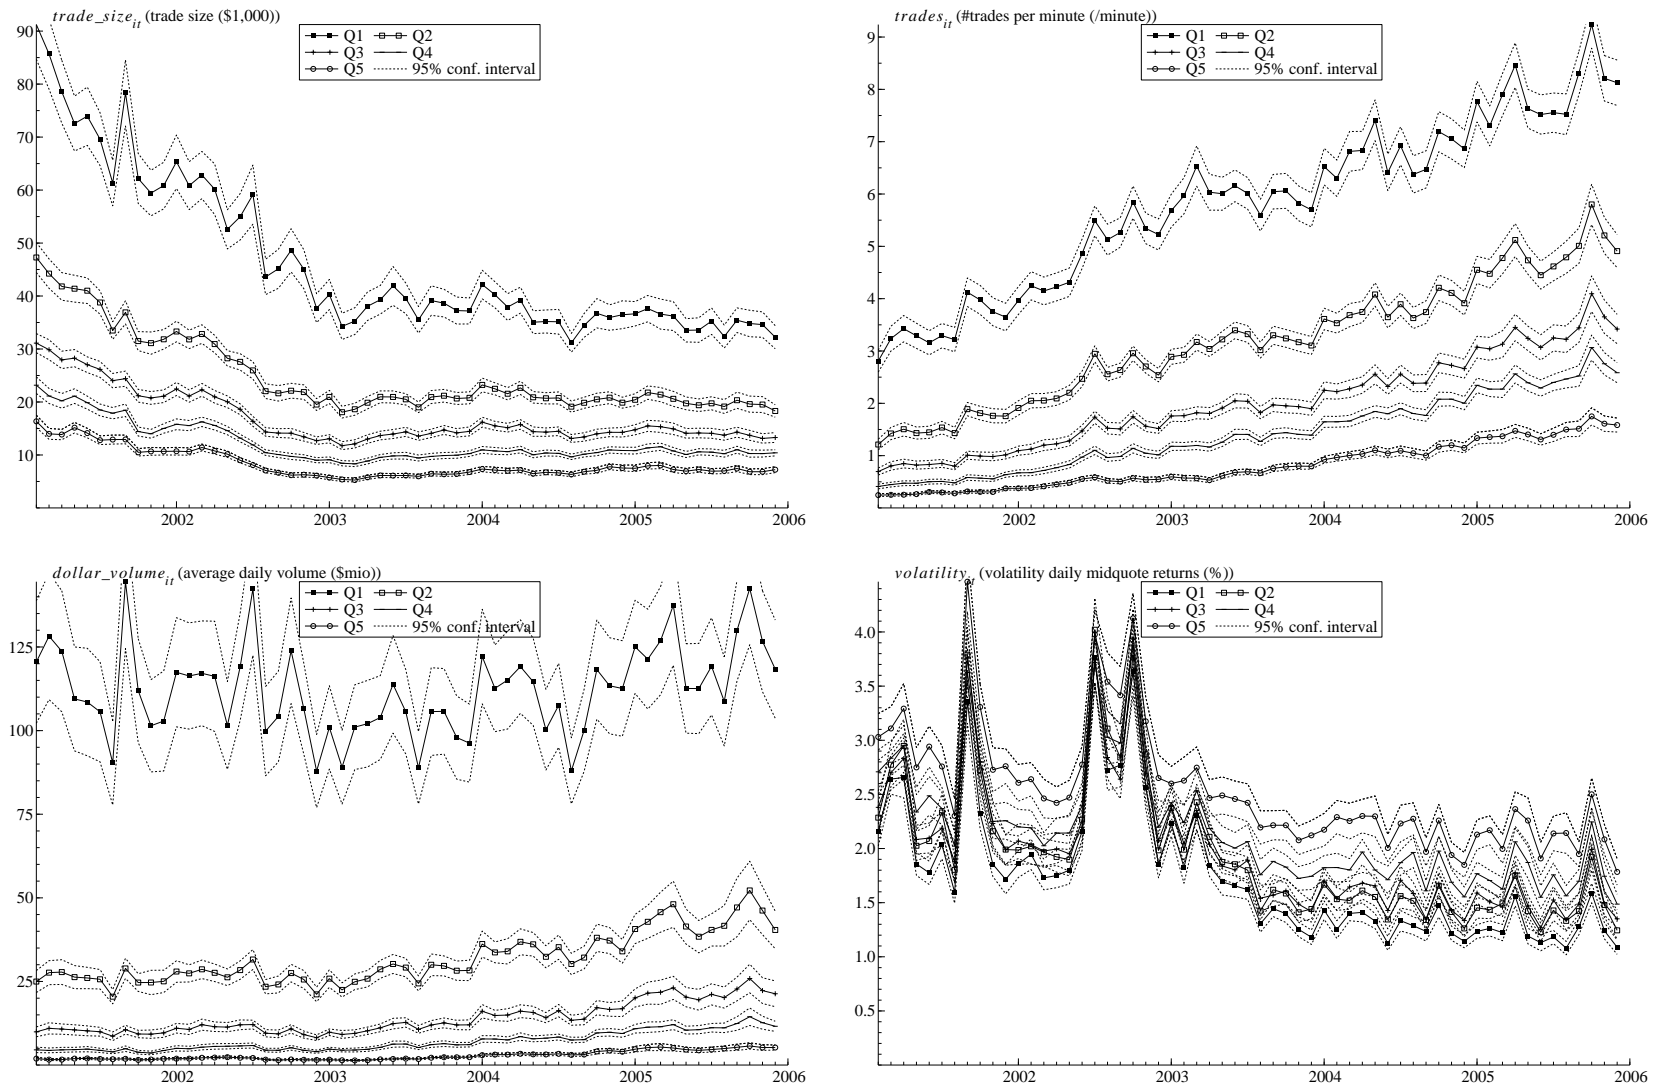 trade_size_it (trade size ($1,000))
Q1 Q2
Q3 Q4
Q5 95% conf. interval
90
80
70
60
50
40
30
20
10
2002 2003 2004 2005 2006
trades_it (#trades per minute (/minute))
Q1 Q2
Q3 Q4
Q5 95% conf. interval
9
8
7
6
5
4
3
2
1
2002 2003 2004 2005 2006
dollar_volume_it (average daily volume ($mio))
Q1 Q2
Q3 Q4
Q5 95% conf. interval
125
100
75
50
25
2002 2003 2004 2005 2006
volatility_it (volatility daily midquote returns (%))
Q1 Q2
Q3 Q4
Q5 95% conf. interval
4.0
3.5
3.0
2.5
2.0
1.5
1.0
0.5
2002 2003 2004 2005 2006